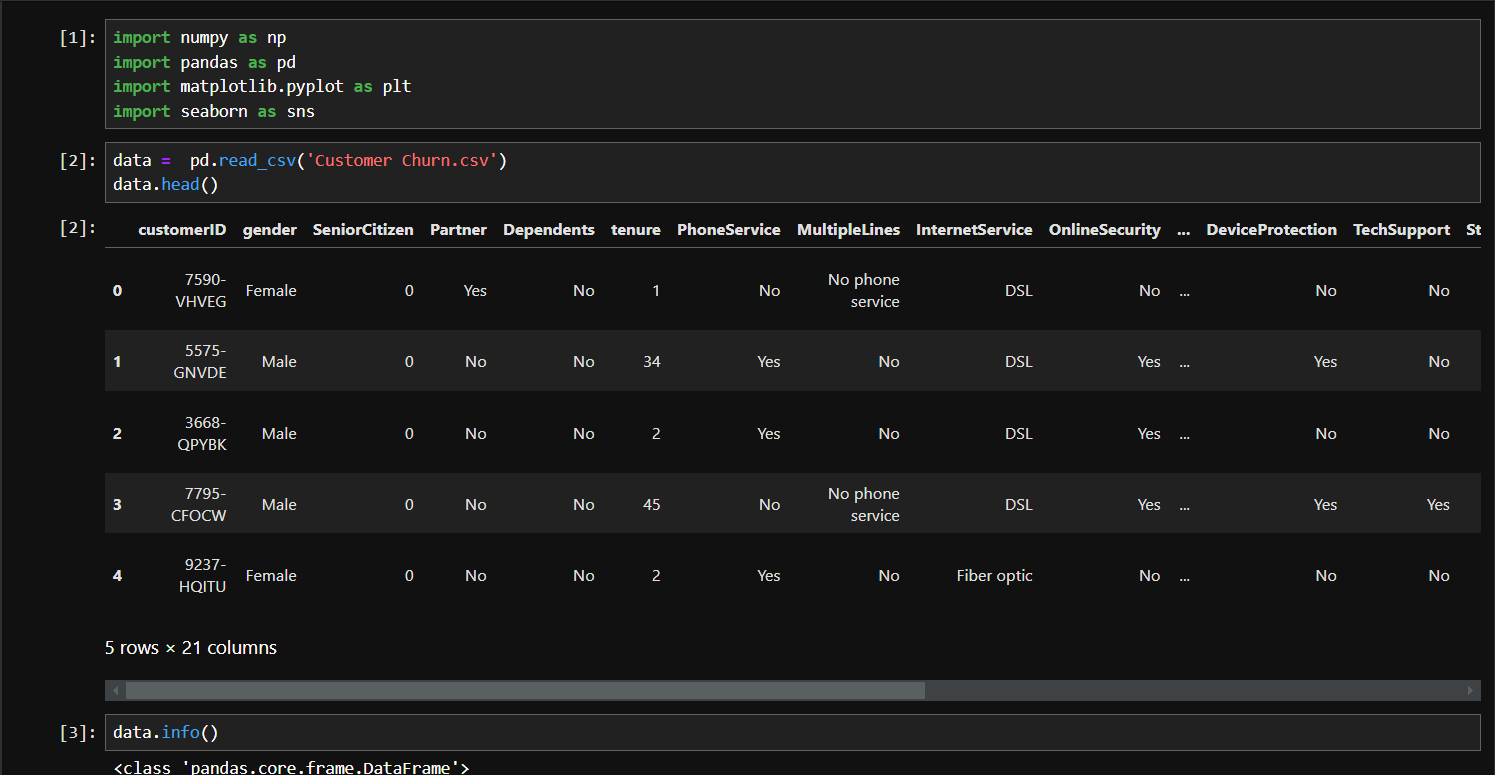 [1]: import numpy as np
import pandas as pd
import matplotlib.pyplot as plt
import seaborn as sns
[2]: data =  pd.read_csv('Customer Churn.csv')
data.head()
[2]: customerID gender SeniorCitizen Partner Dependents tenure PhoneService MultipleLines InternetService OnlineSecurity ... DeviceProtection TechSupport St
0 7590-VHVEG Female 0 Yes No 1 No No phone service DSL No ... No No
1 5575-GNVDE Male 0 No No 34 Yes No DSL Yes ... Yes No
2 3668-QPYBK Male 0 No No 2 Yes No DSL Yes ... No No
3 7795-CFOCW Male 0 No No 45 No No phone service DSL Yes ... Yes Yes
4 9237-HQITU Female 0 No No 2 Yes No Fiber optic No ... No No
5 rows × 21 columns
[3]: data.info()
<class 'pandas.core.frame.DataFrame'>